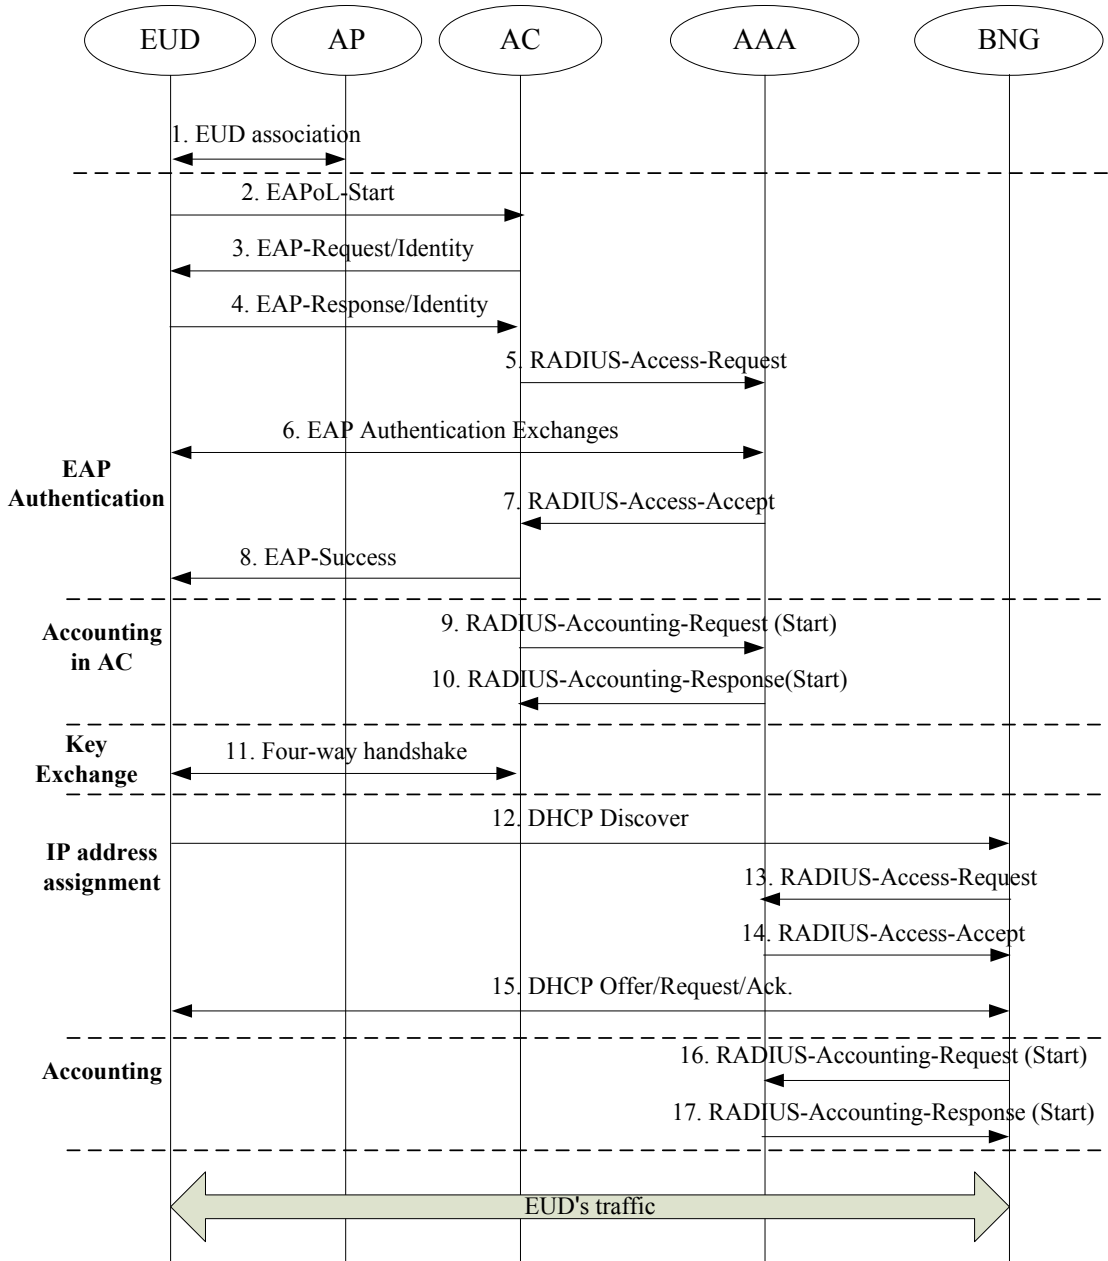 EUD AP AC AAA BNG
1. EUD association
2. EAPoL-Start
3. EAP-Request/Identity
4. EAP-Response/Identity
5. RADIUS-Access-Request
6. EAP Authentication Exchanges
EAP
Authentication
7. RADIUS-Access-Accept
8. EAP-Success
Accounting
in AC
9. RADIUS-Accounting-Request (Start)
10. RADIUS-Accounting-Response(Start)
Key
Exchange
11. Four-way handshake
12. DHCP Discover
IP address
assignment
13. RADIUS-Access-Request
14. RADIUS-Access-Accept
15. DHCP Offer/Request/Ack.
Accounting
16. RADIUS-Accounting-Request (Start)
17. RADIUS-Accounting-Response (Start)
EUD's traffic